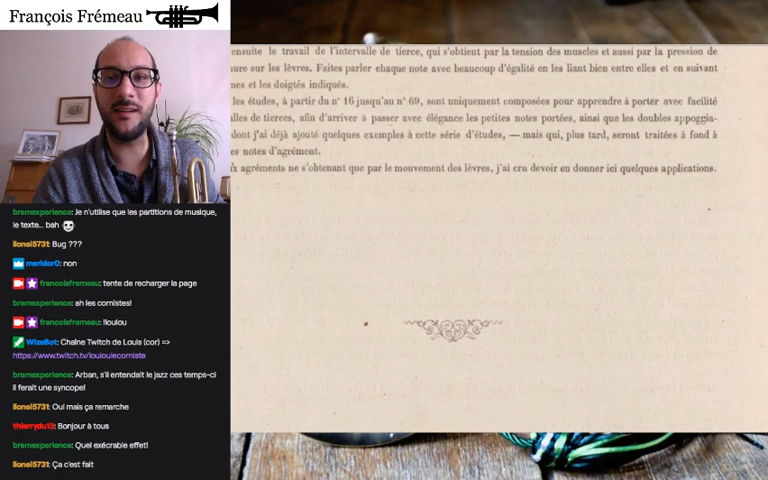 François Frémeau
ensuite le travail de l'intervalle de tierce, qui s'obtient par la tension des muscles et aussi par la pression de
ure sur les lèvres. Faites parler chaque note avec beaucoup d'égalité en les liant bien entre elles et en suivant
nes et les doigtés indiqués.
les études, à partir du nº 16 jusqu'au nº 69, sont uniquement composées pour apprendre à porter avec facilité
alles de tierces, afin d'arriver à passer avec élégance les petites notes portées, ainsi que les doubles appoggia-
dont j'ai déjà ajouté quelques exemples à cette série d'études, — mais qui, plus tard, seront traitées à fond à
es notes d'agrément.
x agréments ne s'obtenant que par le mouvement des lèvres, j'ai cru devoir en donner ici quelques applications.
bremexperience: Je n'utilise que les partitions de musique,
le texte... bah
lionel5731: Bug ???
merldor0: non
francoisfremeau: tente de recharger la page
bremexperience: ah les cornistes!
francoisfremeau: !loulou
WizeBot: Chaîne Twitch de Louis (cor) =>
https://www.twitch.tv/loulouiecorniste
bremexperience: Arban, s'il entendait le jazz ces temps-ci
il ferait une syncope!
lionel5731: Oui mais ça remarche
thierrydu13: Bonjour à tous
bremexperience: Quel exécrable effet!
lionel5731: Ça c'est fait